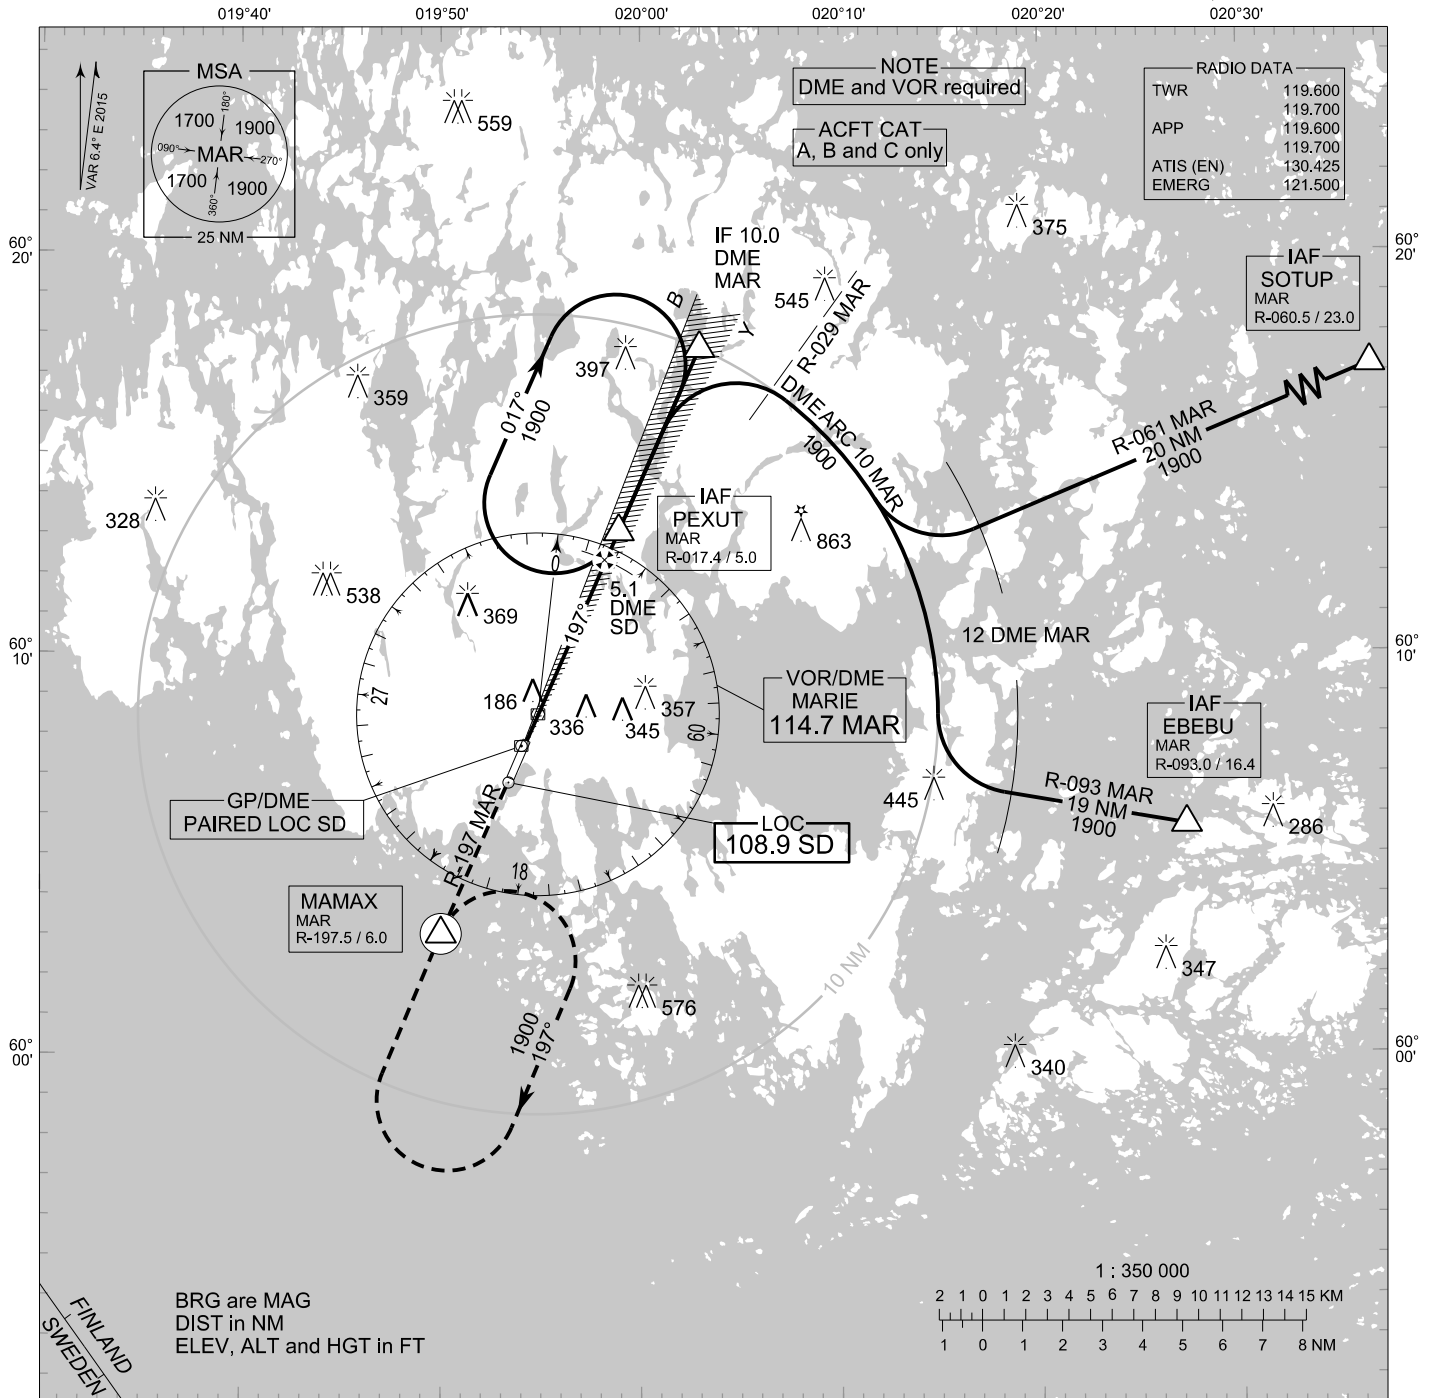 019°40'
019°50'
020°00'
020°10'
020°20'
020°30'
VAR 6.4° E 2015
MSA
180°
1700
1900
090°
MAR
270°
1700
1900
360°
25 NM
559
NOTE
DME and VOR required
ACFT CAT
A, B and C only
RADIO DATA
TWR 119.600
119.700
APP 119.600
119.700
ATIS (EN) 130.425
EMERG 121.500
375
60°
20'
60°
20'
IF 10.0
DME
MAR
B
Y
545
R-029 MAR
IAF
SOTUP
MAR
R-060.5 / 23.0
397
359
017°
1900
DME ARC 10 MAR
1900
R-061 MAR
20 NM
1900
328
IAF
PEXUT
MAR
R-017.4 / 5.0
863
0
538
369
5.1
DME
SD
197°
12 DME MAR
60°
10'
60°
10'
27
186
336
345
357
09
VOR/DME
MARIE
114.7 MAR
IAF
EBEBU
MAR
R-093.0 / 16.4
445
R-093 MAR
19 NM
1900
286
GP/DME
PAIRED LOC SD
LOC
108.9 SD
R-197 MAR
18
MAMAX
MAR
R-197.5 / 6.0
347
10 NM
576
1900
197°
340
60°
00'
60°
00'
1 : 350 000
2 1 0 1 2 3 4 5 6 7 8 9 10 11 12 13 14 15 KM
1 0 1 2 3 4 5 6 7 8 NM
FINLAND
SWEDEN
BRG are MAG
DIST in NM
ELEV, ALT and HGT in FT